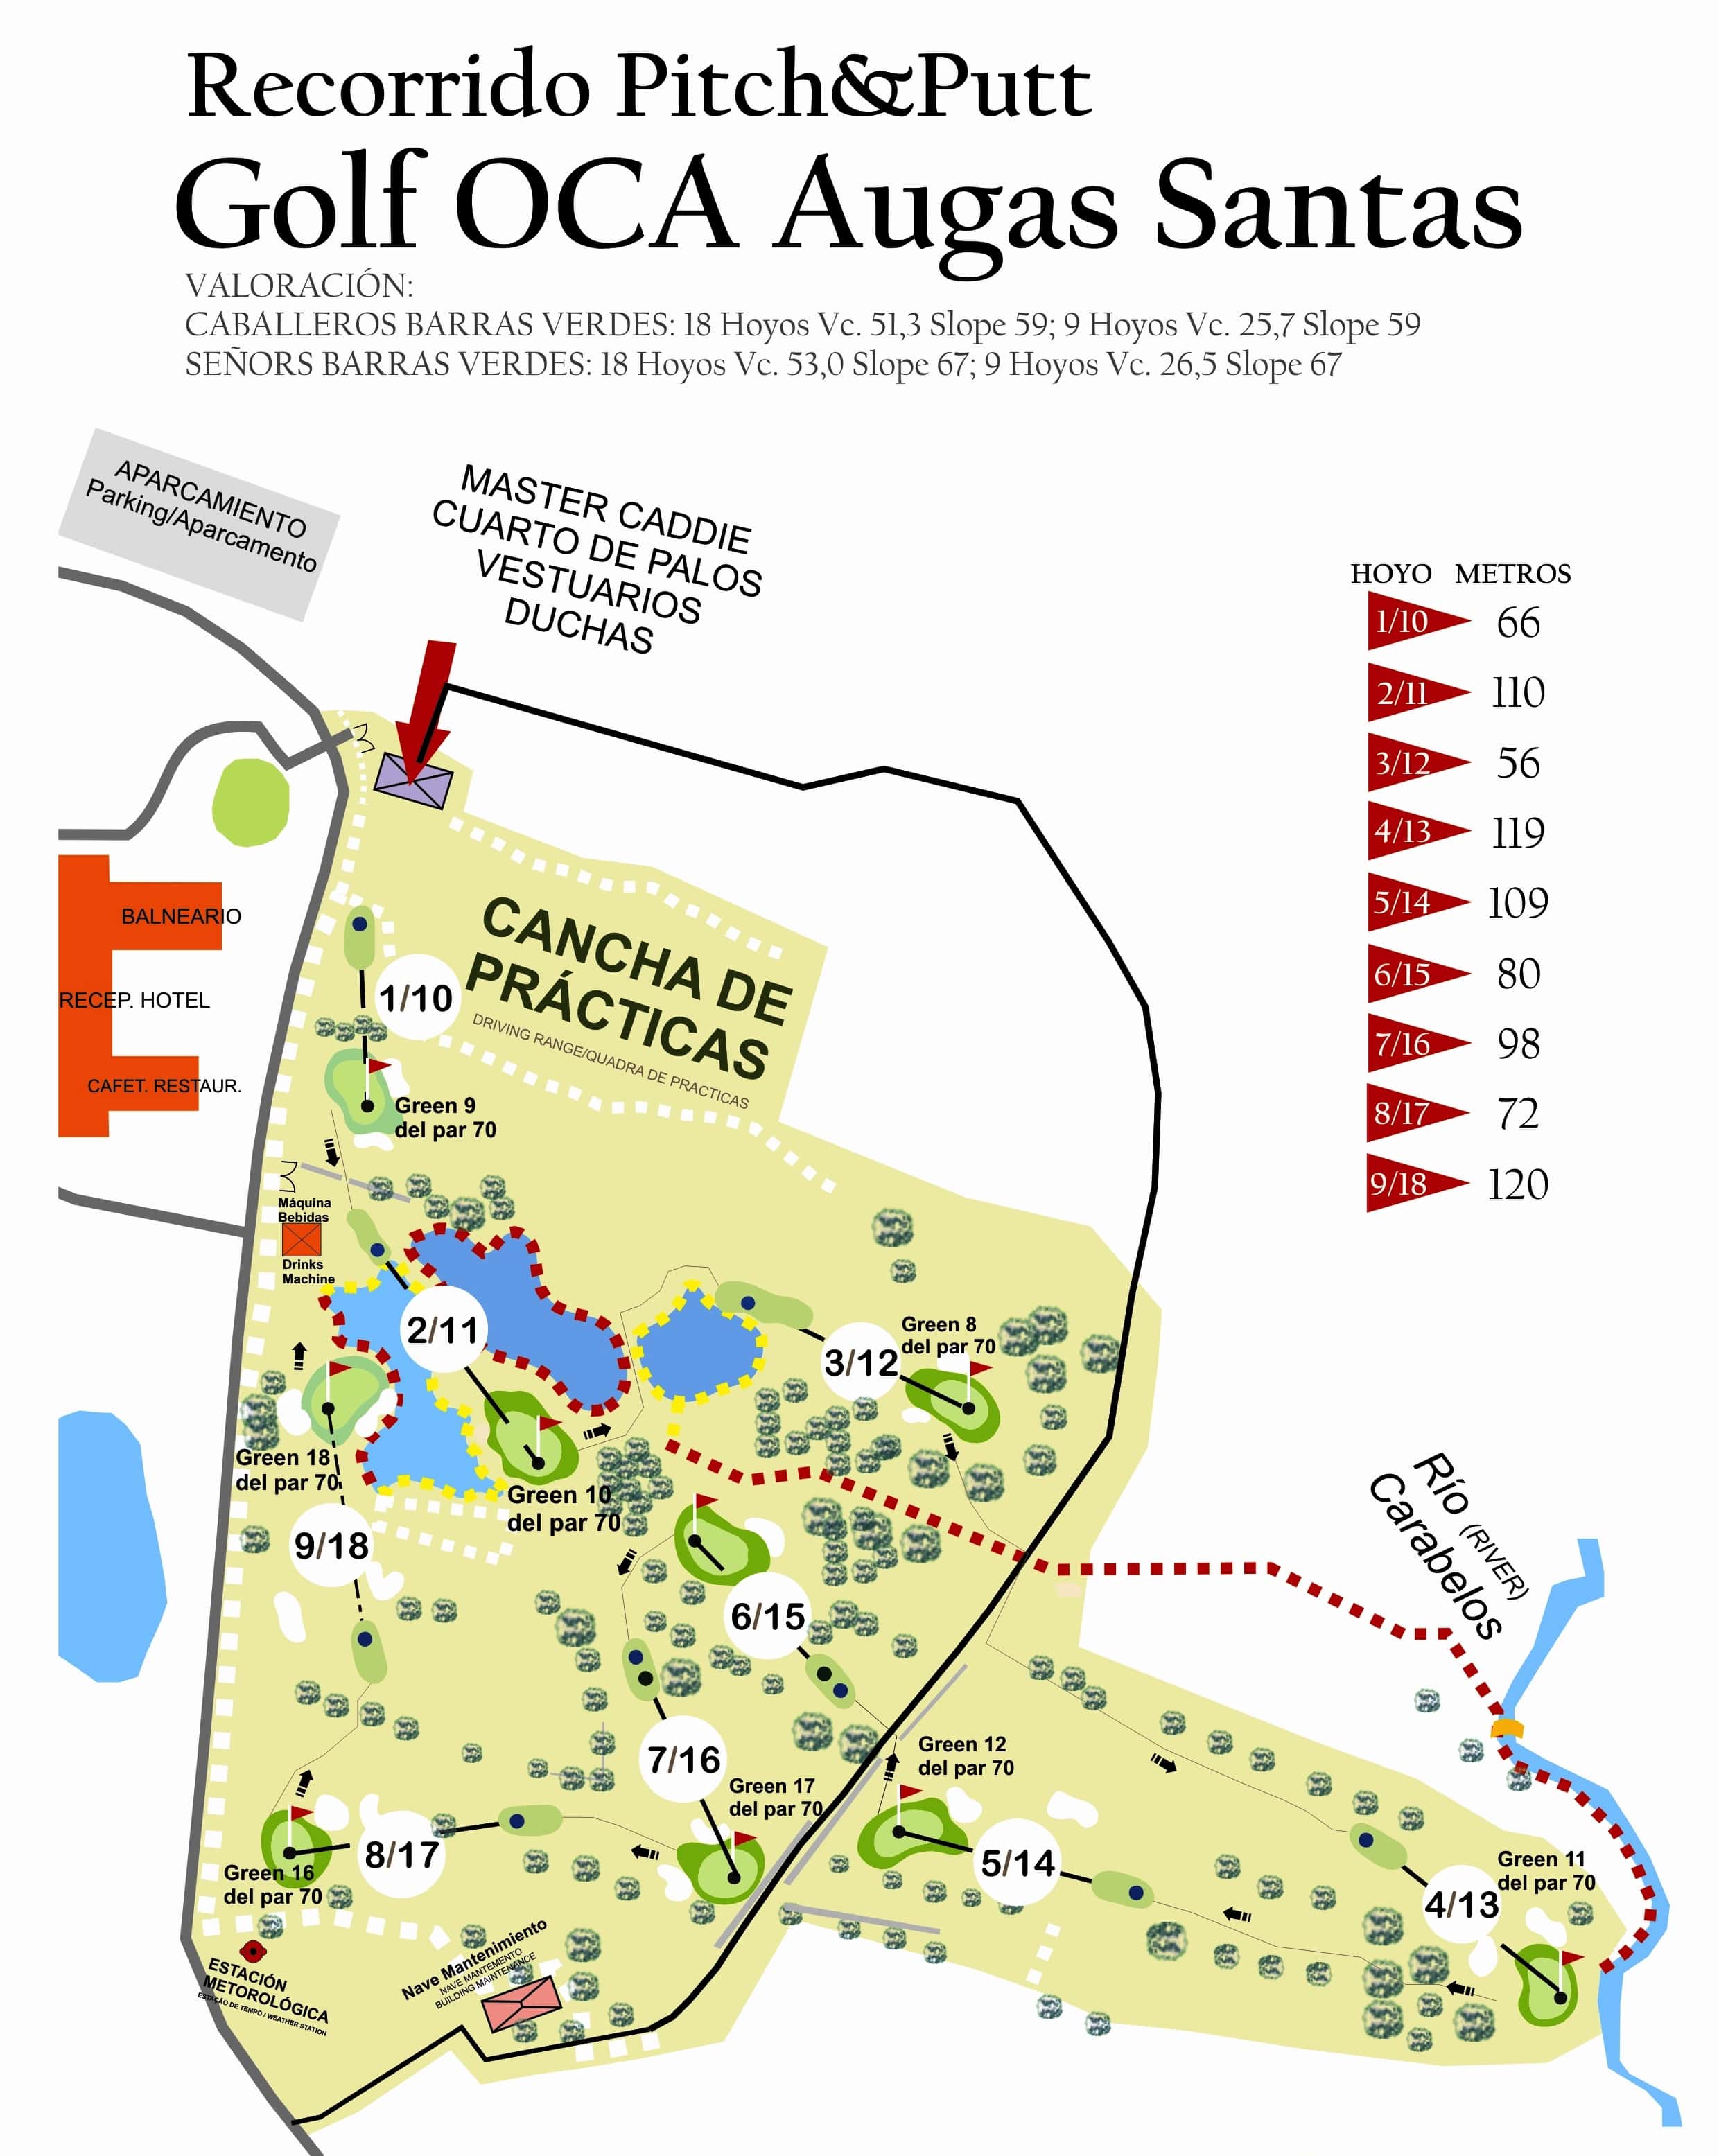 Recorrido Pitch&Putt
Golf OCA Augas Santas
VALORACIÓN:
CABALLEROS BARRAS VERDES: 18 Hoyos Vc. 51,3 Slope 59; 9 Hoyos Vc. 25,7 Slope 59
SEÑORS BARRAS VERDES: 18 Hoyos Vc. 53,0 Slope 67; 9 Hoyos Vc. 26,5 Slope 67
APARCAMIENTO
Parking/Aparcamento
MASTER CADDIE
CUARTO DE PALOS
VESTUARIOS
DUCHAS
HOYO METROS
1/10 66
2/11 110
3/12 56
4/13 119
5/14 109
6/15 80
7/16 98
8/17 72
9/18 120
BALNEARIO
RECEP. HOTEL
CAFET. RESTAUR.
CANCHA DE
PRÁCTICAS
DRIVING RANGE/QUADRA DE PRACTICAS
1/10
Green 9
del par 70
Máquina
Bebidas
Drinks
Machine
2/11
3/12
Green 8
del par 70
Green 18
del par 70
Green 10
del par 70
9/18
6/15
Río (RIVER)
Carabelos
7/16
Green 17
del par 70
Green 12
del par 70
8/17
Green 16
del par 70
5/14
4/13
Green 11
del par 70
Nave Mantenimiento
NAVE MANTEMENTO
BUILDING MAINTENANCE
ESTACIÓN
METOROLÓGICA
ESTAÇÃO DE TEMPO / WEATHER STATION